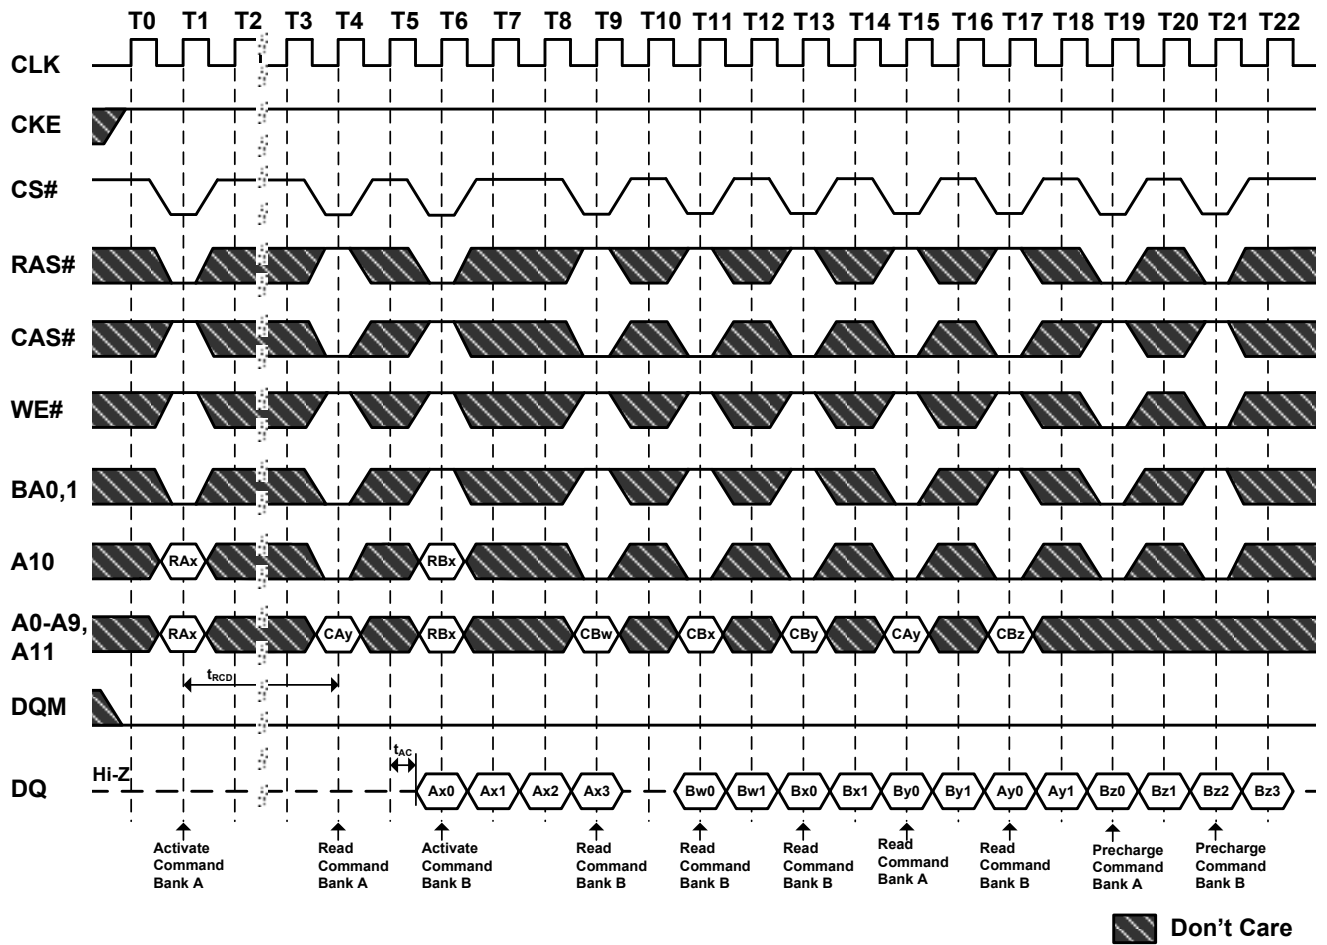 T0 T1 T2 T3 T4 T5 T6 T7 T8 T9 T10 T11 T12 T13 T14 T15 T16 T17 T18 T19 T20 T21 T22
CLK
CKE
CS#
RAS#
CAS#
WE#
BA0,1
A10 RAx RBx
A0-A9,
A11
RAx CAy RBx CBw CBx CBy CAy CBz
tRCD
DQM
tAC
Hi-Z
DQ Ax0 Ax1 Ax2 Ax3 Bw0 Bw1 Bx0 Bx1 By0 By1 Ay0 Ay1 Bz0 Bz1 Bz2 Bz3
Activate
Command
Bank A
Read
Command
Bank A
Activate
Command
Bank B
Read
Command
Bank B
Read
Command
Bank B
Read
Command
Bank B
Read
Command
Bank A
Read
Command
Bank B
Precharge
Command
Bank A
Precharge
Command
Bank B
Don't Care